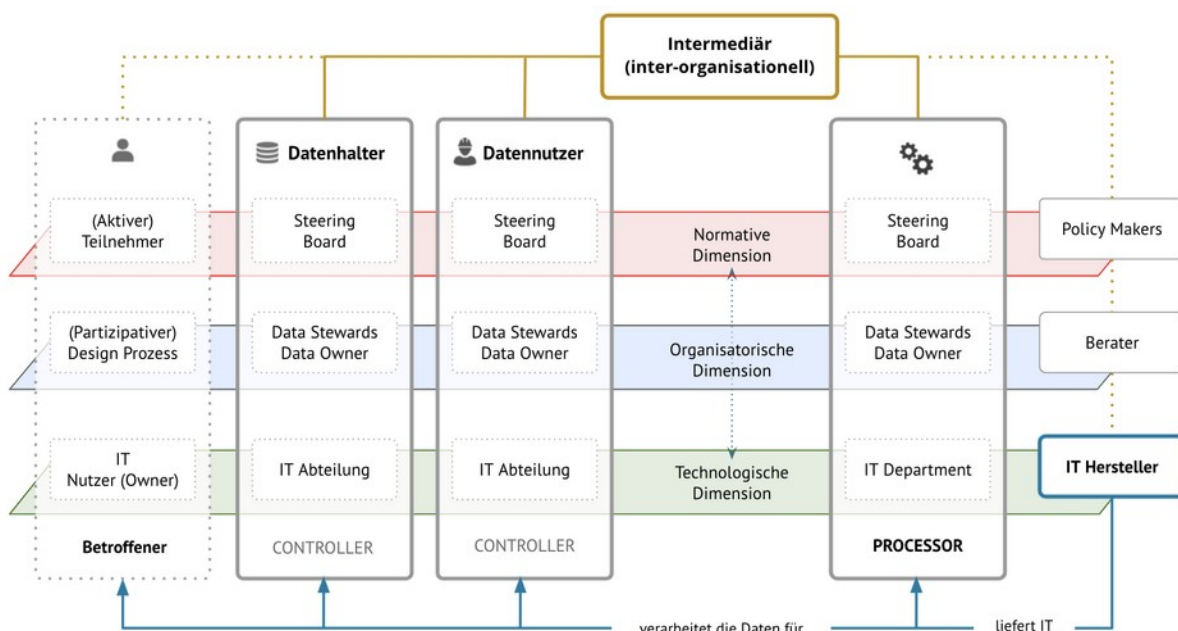 Intermediär
(inter-organisationell)
Datenhalter
Datennutzer
(Aktiver)
Teilnehmer
Steering
Board
Steering
Board
Normative
Dimension
Steering
Board
Policy Makers
(Partizipativer)
Design Prozess
Data Stewards
Data Owner
Data Stewards
Data Owner
Organisatorische
Dimension
Data Stewards
Data Owner
Berater
IT
Nutzer (Owner)
IT Abteilung
IT Abteilung
Technologische
Dimension
IT Department
IT Hersteller
Betroffener
CONTROLLER
CONTROLLER
PROCESSOR
verarbeitet die Daten für
liefert IT